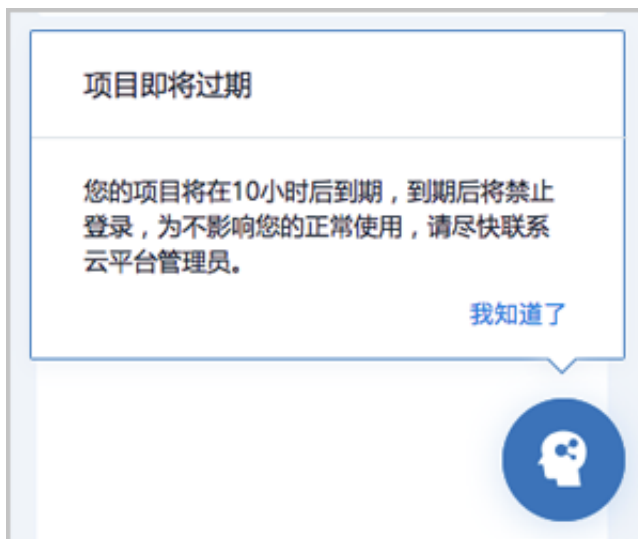 项目即将过期
您的项目将在10小时后到期，到期后将禁止
登录，为不影响您的正常使用，请尽快联系
云平台管理员。
我知道了